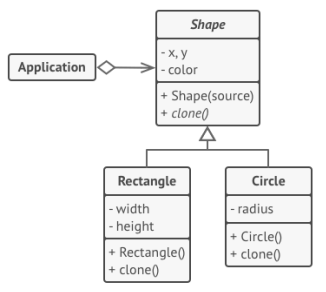 Shape
- x, y
- color
+ Shape(source)
+ clone()
Application
Rectangle
- width
- height
+ Rectangle()
+ clone()
Circle
- radius
+ Circle()
+ clone()